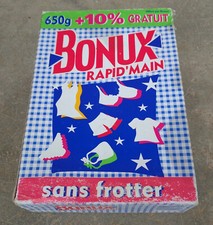 650g +10% GRATUIT
BONUX
RAPID'MAIN
sans frotter